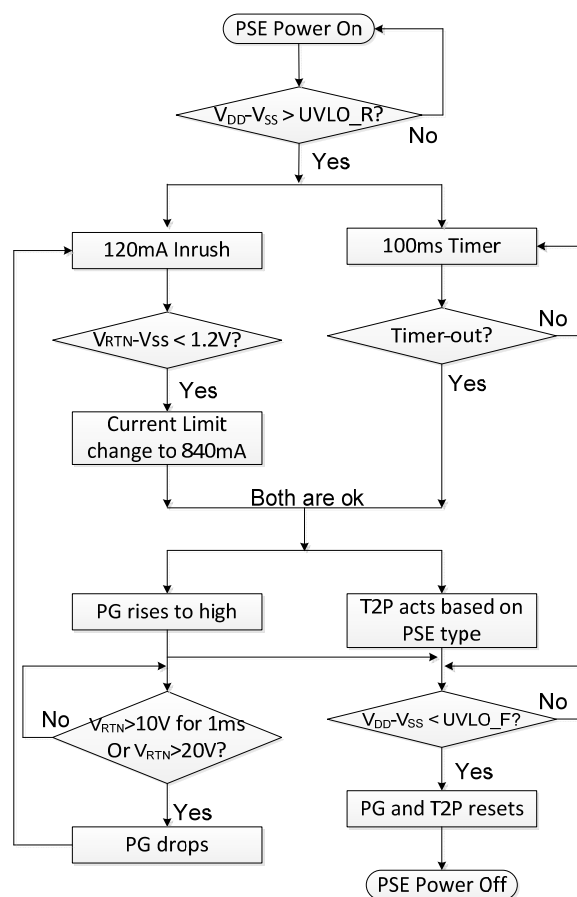 PSE Power On
VDD-VSS > UVLO_R?
No
Yes
120mA Inrush
100ms Timer
VRTN-VSS < 1.2V?
Timer-out?
No
Yes
Yes
Current Limit
change to 840mA
Both are ok
PG rises to high
T2P acts based on
PSE type
No
VRTN>10V for 1ms
Or VRTN>20V?
VDD-VSS < UVLO_F?
No
Yes
Yes
PG drops
PG and T2P resets
PSE Power Off